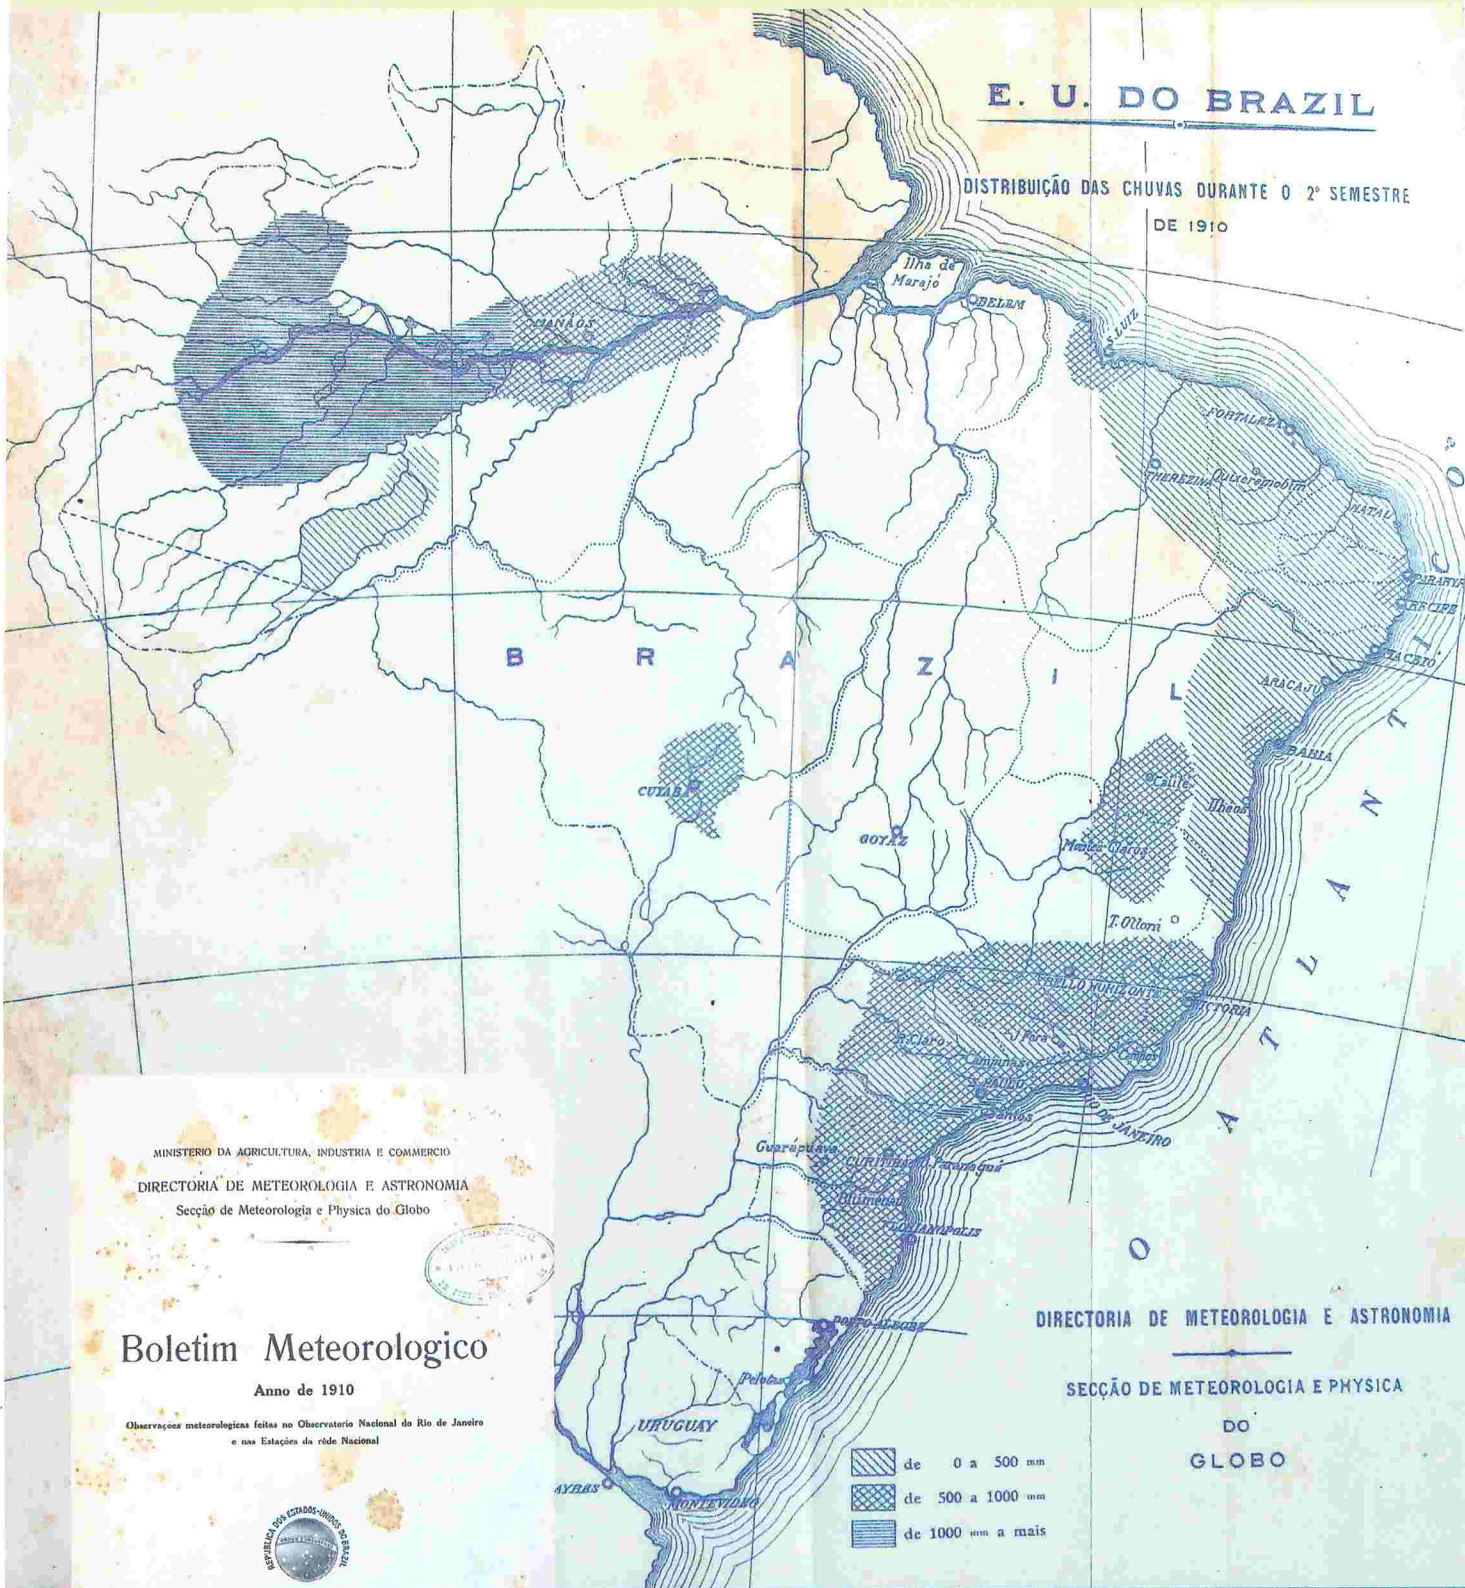 E. U. DO BRAZIL
DISTRIBUIÇÃO DAS CHUVAS DURANTE O 2º SEMESTRE
DE 1910
Ilha de
Marajó
BELEM
S. LUIZ
MANÁOS
FORTALEZA
THEREZINA
Quixeramobim
NATAL
RECIPE
MACEIO
ARACAJU
BAHIA
B R A Z I L
CUYABÁ
GOYAZ
Ilhéos
Montes Claros
T. Ottoni
BELLO HORIZONTE
VICTORIA
R. Claro
J. Fora
Campinas
Campos
S. PAULO
Santos
RIO DE JANEIRO
Guarapuava
CURITIBA
Paranaguá
Blumenau
FLORIANOPOLIS
PORTO-ALEGRE
Pelotas
URUGUAY
AYRES
MONTEVIDEO
O C. A T L A N T I C O
MINISTERIO DA AGRICULTURA, INDUSTRIA E COMMERCIO
DIRECTORIA DE METEOROLOGIA E ASTRONOMIA
Secção de Meteorologia e Physica do Globo
Boletim Meteorologico
Anno de 1910
Observações meteorologicas feitas no Observatorio Nacional do Rio de Janeiro
e nas Estações da rêde Nacional
REPUBLICA DOS ESTADOS-UNIDOS DO BRAZIL
DIRECTORIA DE METEOROLOGIA E ASTRONOMIA
SECÇÃO DE METEOROLOGIA E PHYSICA
DO
GLOBO
de 0 a 500 mm
de 500 a 1000 mm
de 1000 mm a mais